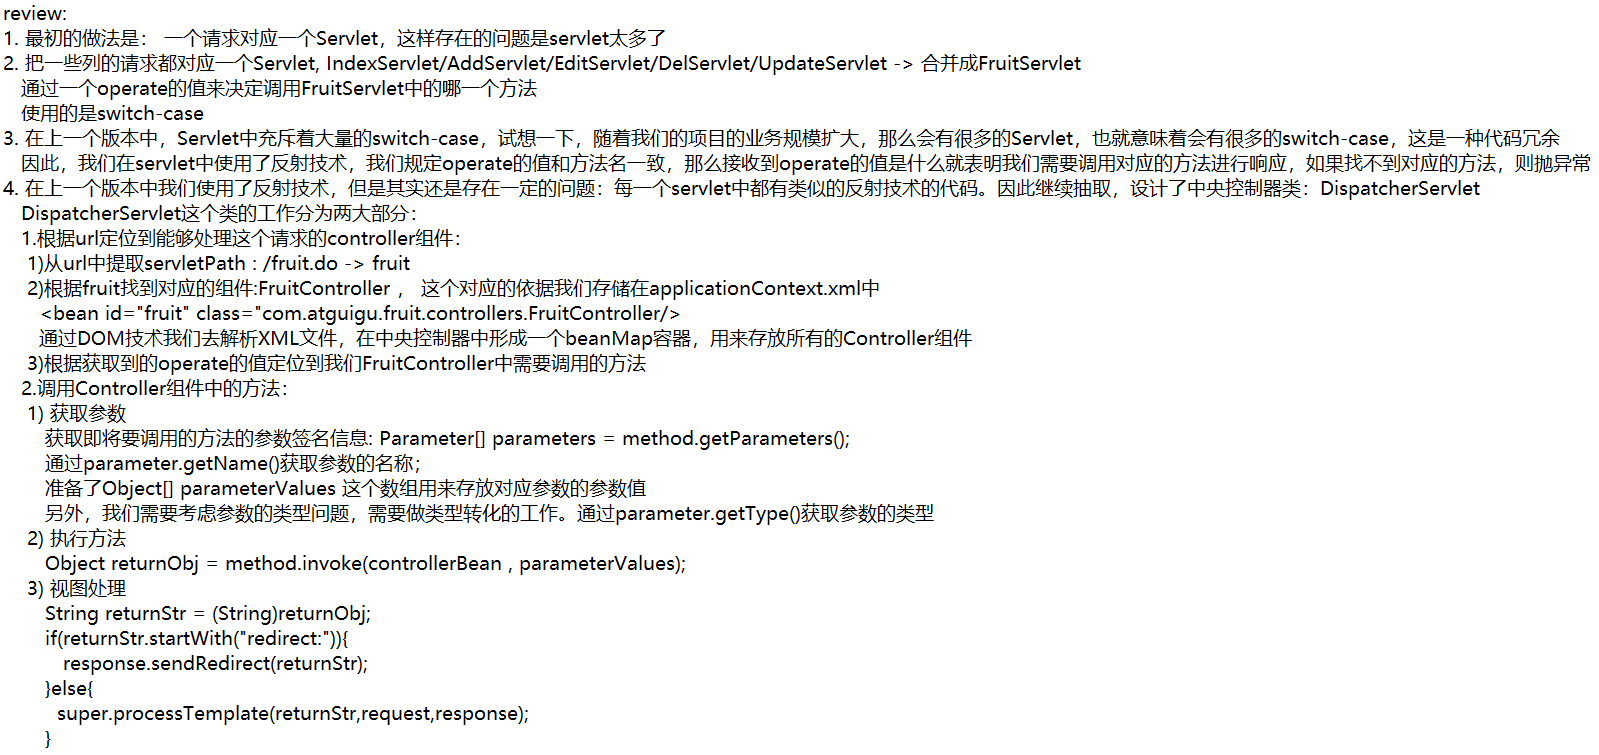 review:
1. 最初的做法是： 一个请求对应一个Servlet，这样存在的问题是servlet太多了
2. 把一些列的请求都对应一个Servlet, IndexServlet/AddServlet/EditServlet/DelServlet/UpdateServlet -> 合并成FruitServlet
通过一个operate的值来决定调用FruitServlet中的哪一个方法
使用的是switch-case
3. 在上一个版本中，Servlet中充斥着大量的switch-case，试想一下，随着我们的项目的业务规模扩大，那么会有很多的Servlet，也就意味着会有很多的switch-case，这是一种代码冗余
因此，我们在servlet中使用了反射技术，我们规定operate的值和方法名一致，那么接收到operate的值是什么就表明我们需要调用对应的方法进行响应，如果找不到对应的方法，则抛异常
4. 在上一个版本中我们使用了反射技术，但是其实还是存在一定的问题：每一个servlet中都有类似的反射技术的代码。因此继续抽取，设计了中央控制器类：DispatcherServlet
DispatcherServlet这个类的工作分为两大部分：
1.根据url定位到能够处理这个请求的controller组件：
1)从url中提取servletPath : /fruit.do -> fruit
2)根据fruit找到对应的组件:FruitController ， 这个对应的依据我们存储在applicationContext.xml中
<bean id="fruit" class="com.atguigu.fruit.controllers.FruitController/>
通过DOM技术我们去解析XML文件，在中央控制器中形成一个beanMap容器，用来存放所有的Controller组件
3)根据获取到的operate的值定位到我们FruitController中需要调用的方法
2.调用Controller组件中的方法：
1) 获取参数
获取即将要调用的方法的参数签名信息: Parameter[] parameters = method.getParameters();
通过parameter.getName()获取参数的名称；
准备了Object[] parameterValues 这个数组用来存放对应参数的参数值
另外，我们需要考虑参数的类型问题，需要做类型转化的工作。通过parameter.getType()获取参数的类型
2) 执行方法
Object returnObj = method.invoke(controllerBean , parameterValues);
3) 视图处理
String returnStr = (String)returnObj;
if(returnStr.startWith("redirect:")){
response.sendRedirect(returnStr);
}else{
super.processTemplate(returnStr,request,response);
}